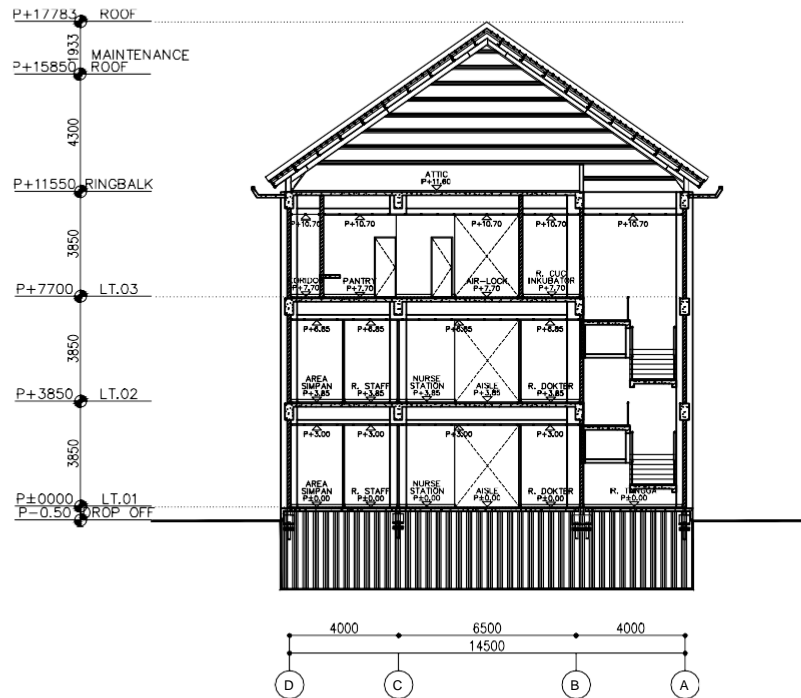 P+17783 ROOF
1933
MAINTENANCE
P+15850 ROOF
4300
ATTIC
P+11.60
P+11550 RINGBALK
P+10.70 P+10.70 P+10.70 P+10.70 P+10.70
3850
PANTRY AIR-LOCK R. CUCI INKUBATOR
P+7.70 P+7.70 P+7.70 P+7.70
P+7700 LT.03
P+6.85 P+6.85 P+6.85 P+6.85
3850
AREA SIMPAN R. STAFF NURSE STATION AISLE R. DOKTER
P+3.85 P+3.85 P+3.85 P+3.85 P+3.85
P+3850 LT.02
P+3.00 P+3.00 P+3.00 P+3.00
3850
AREA SIMPAN R. STAFF NURSE STATION AISLE R. DOKTER R. TANGGA
P±0.00 P±0.00 P±0.00 P±0.00 P±0.00 P±0.00
P±0000 LT.01
P-0.50 DROP OFF
4000 6500 4000
14500
D C B A